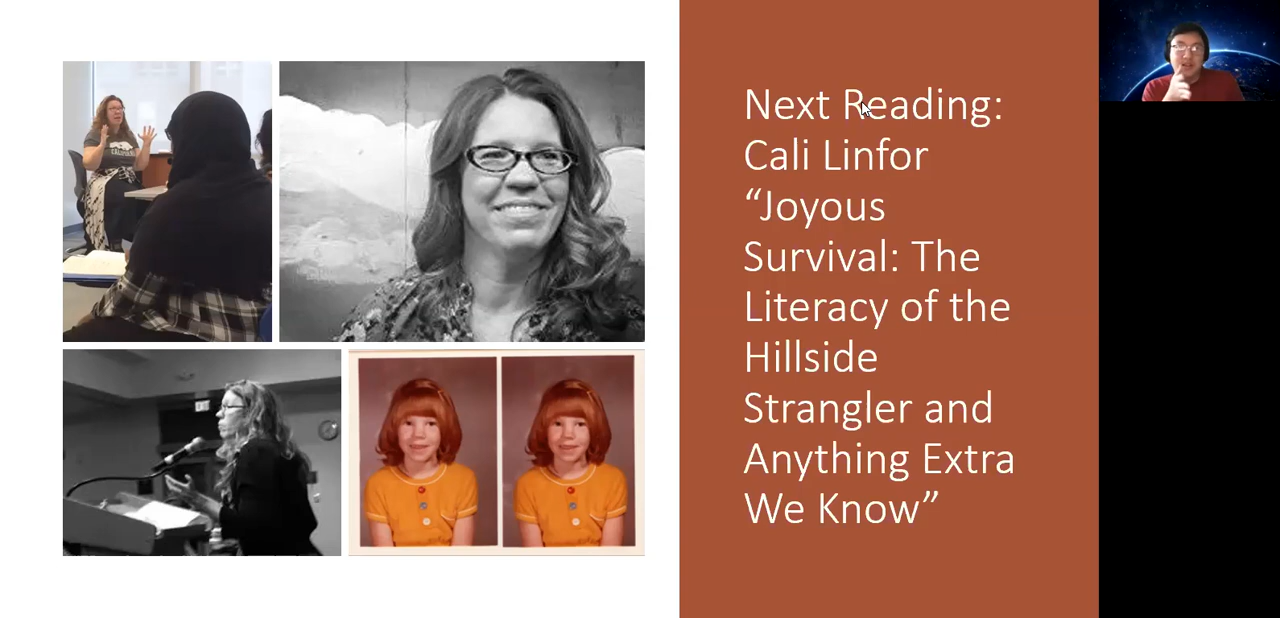 Next Reading:
Cali Linfor
“Joyous
Survival: The
Literacy of the
Hillside
Strangler and
Anything Extra
We Know”